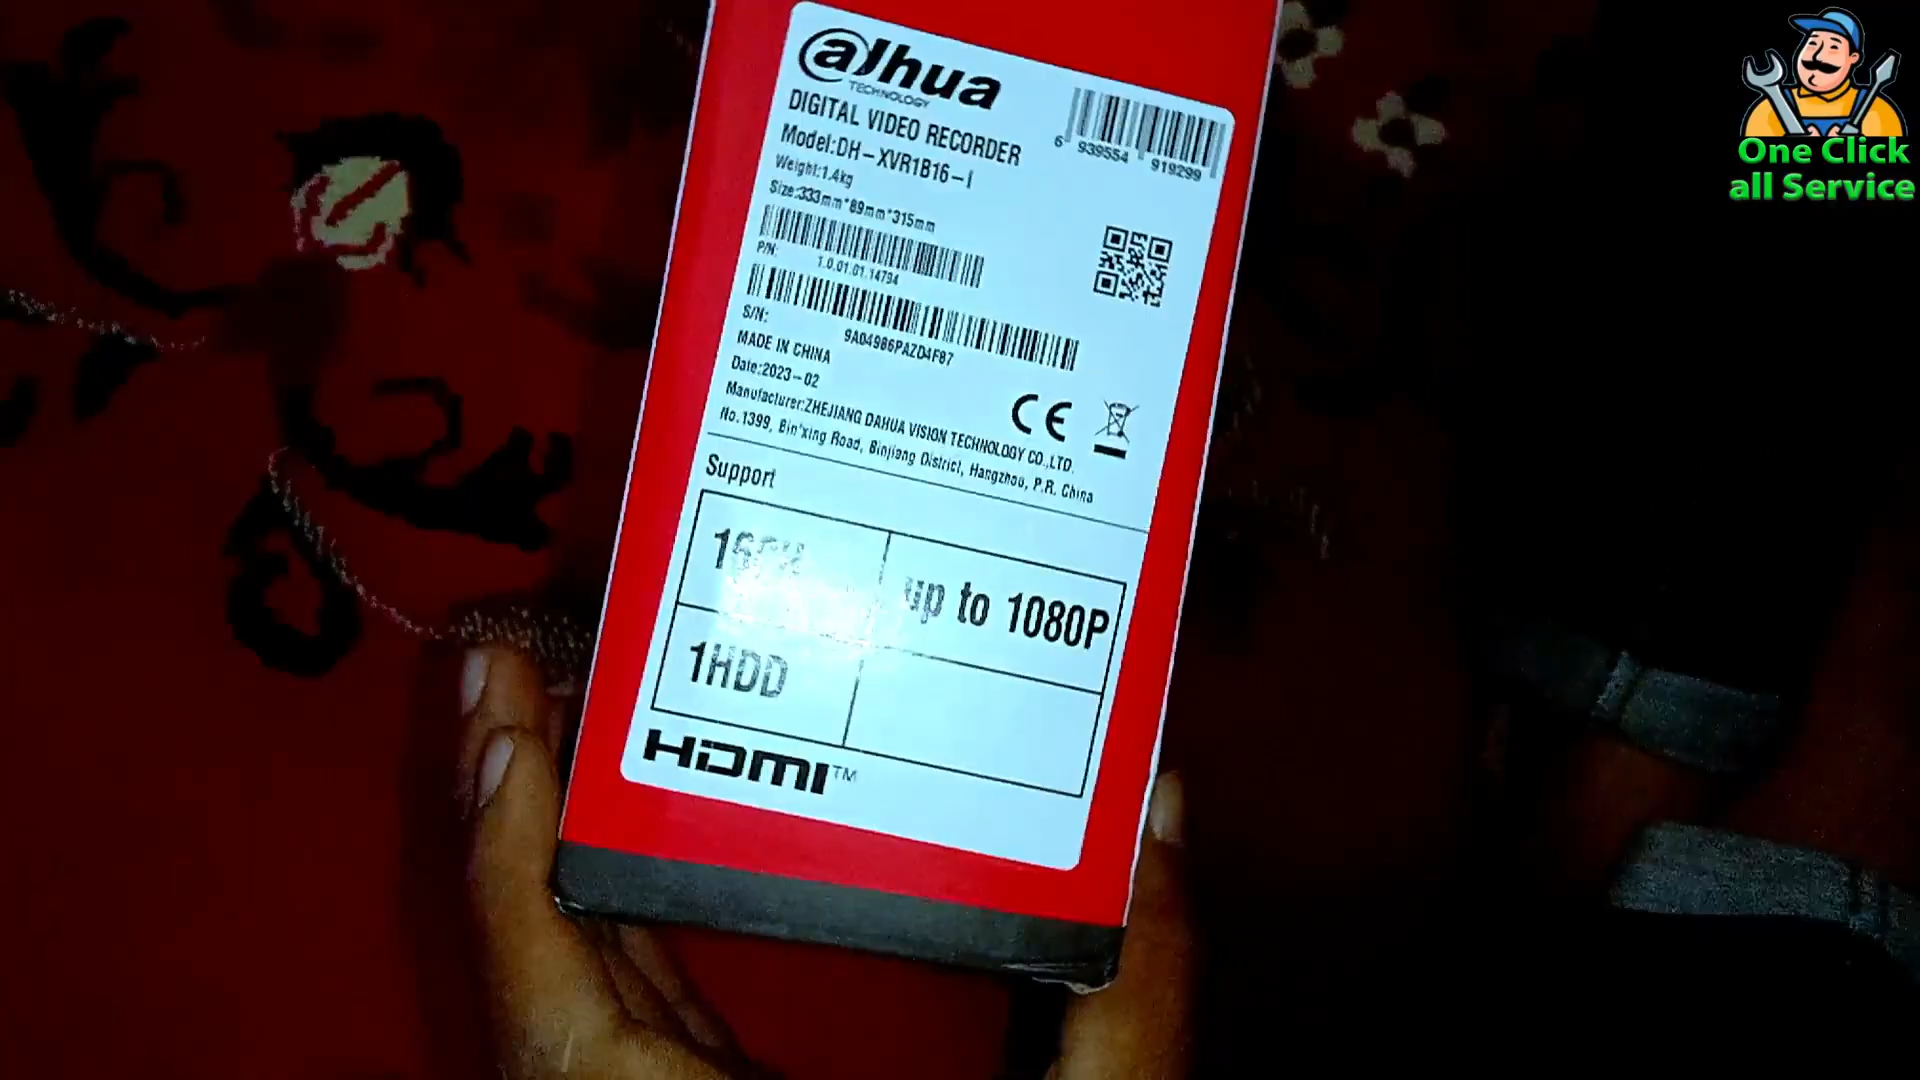 alhua
TECHNOLOGY
DIGITAL VIDEO RECORDER
Model:DH-XVR1B16-I
Weight:1.4kg
Size:333mm*89mm*315mm
6 939554 919299
P/N:
1.0.01.01.14794
S/N:
9A04986PAZD4F87
MADE IN CHINA
Date:2023-02
Manufacturer:ZHEJIANG DAHUA VISION TECHNOLOGY CO.,LTD.
No.1399, Bin'xing Road, Binjiang District, Hangzhou, P.R. China
CE
Support
16CH
up to 1080P
1HDD
HDMI™
One Click
all Service